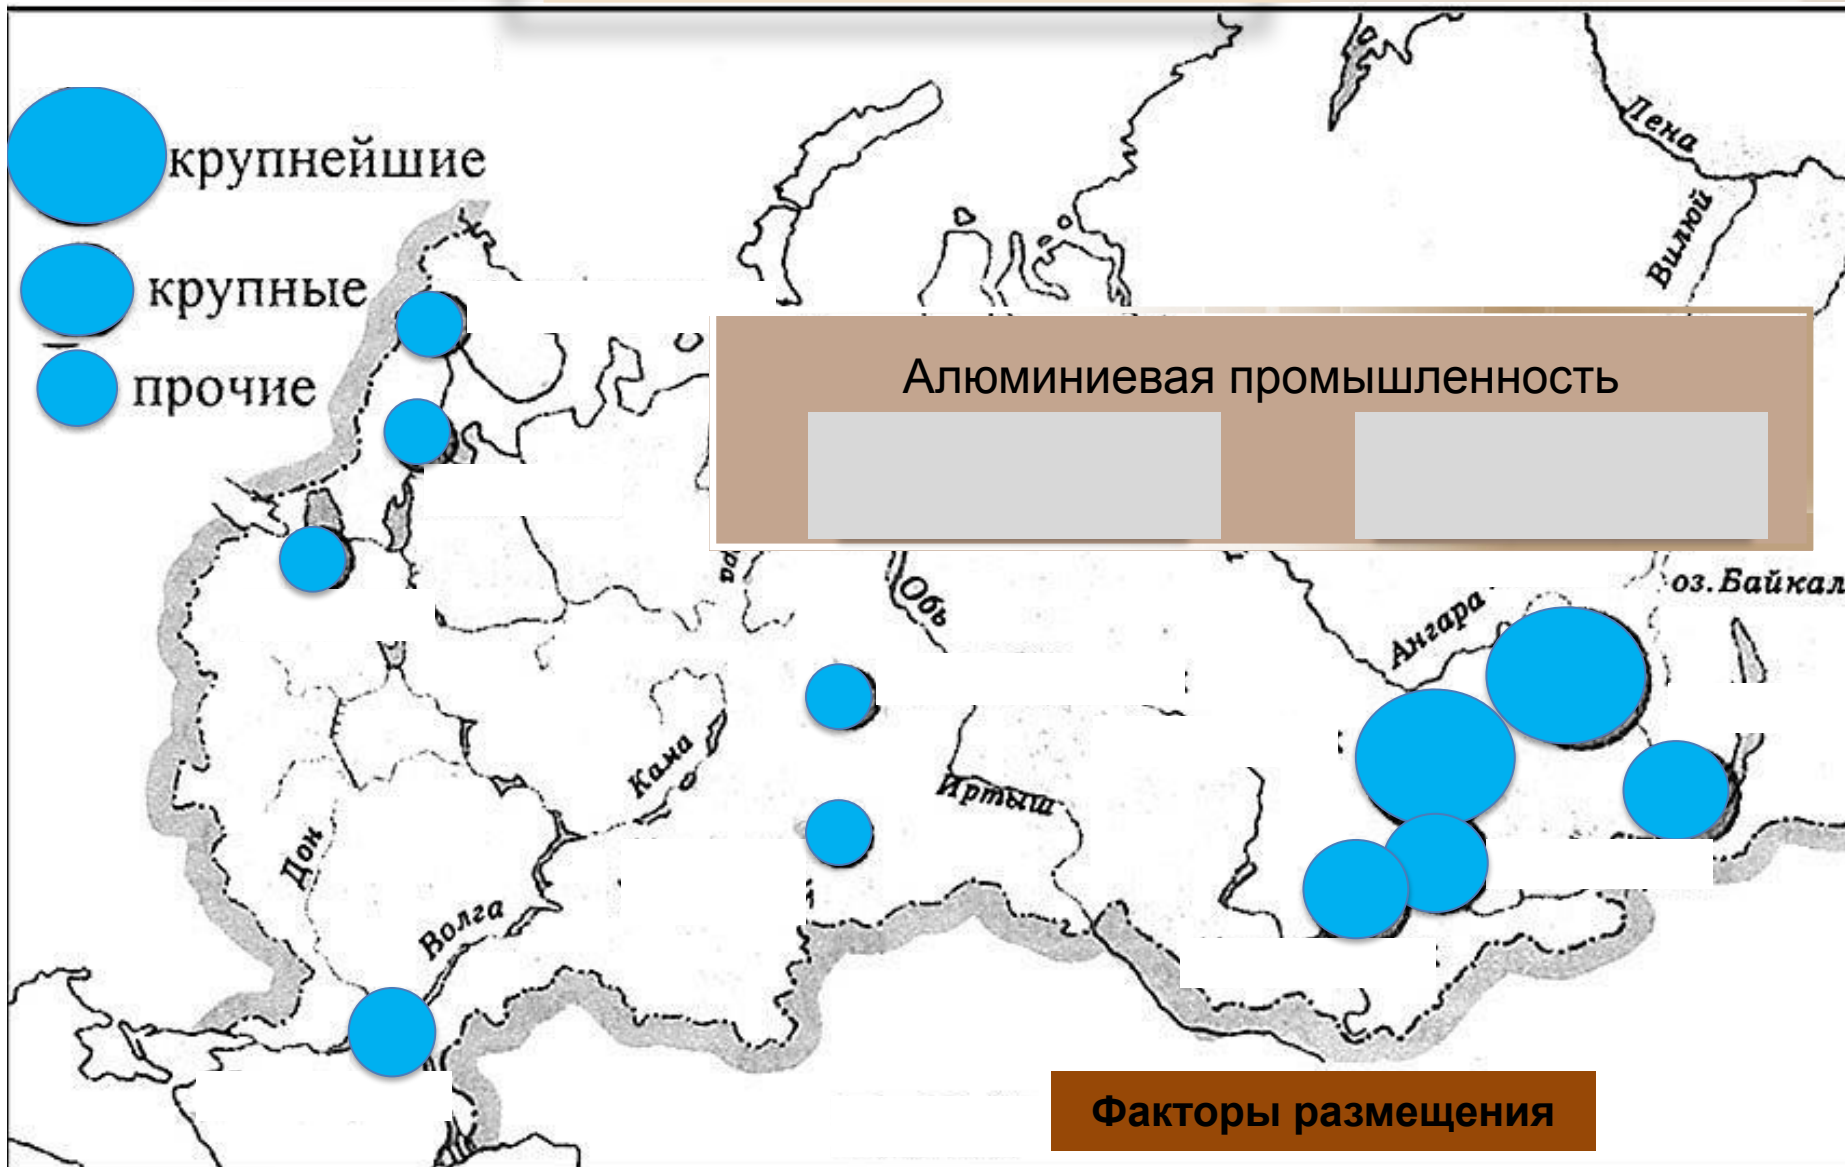 крупнейшие
крупные
прочие
Лена
Вилюй
Алюминиевая промышленность
Обь
оз. Байкал
Ангара
Кама
Иртыш
Дон
Волга
Факторы размещения